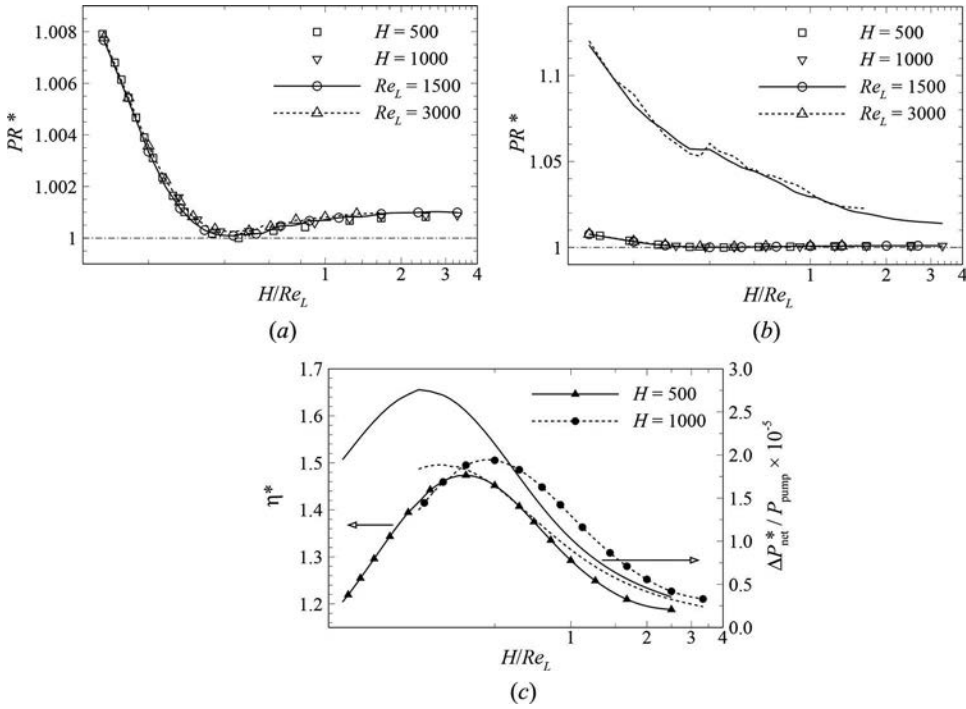 1.008
1.006
1.004
1.002
1
PR *
H = 500
H = 1000
Re_L = 1500
Re_L = 3000
1 2 3 4
H/Re_L
(a)
1.1
1.05
1
PR *
H = 500
H = 1000
Re_L = 1500
Re_L = 3000
1 2 3 4
H/Re_L
(b)
1.7
1.6
1.5
1.4
1.3
1.2
η*
H = 500
H = 1000
3.0
2.5
2.0
1.5
1.0
0.5
0.0
ΔP*_net / P_pump × 10^-5
1 2 3 4
H/Re_L
(c)